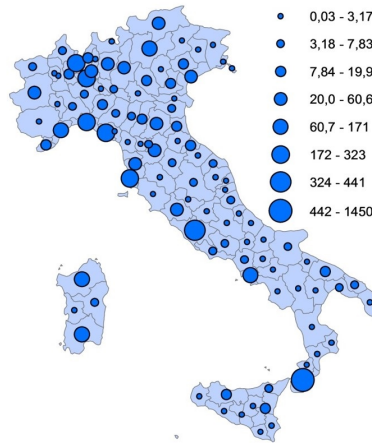 0,03 - 3,17
3,18 - 7,83
7,84 - 19,9
20,0 - 60,6
60,7 - 171
172 - 323
324 - 441
442 - 1450